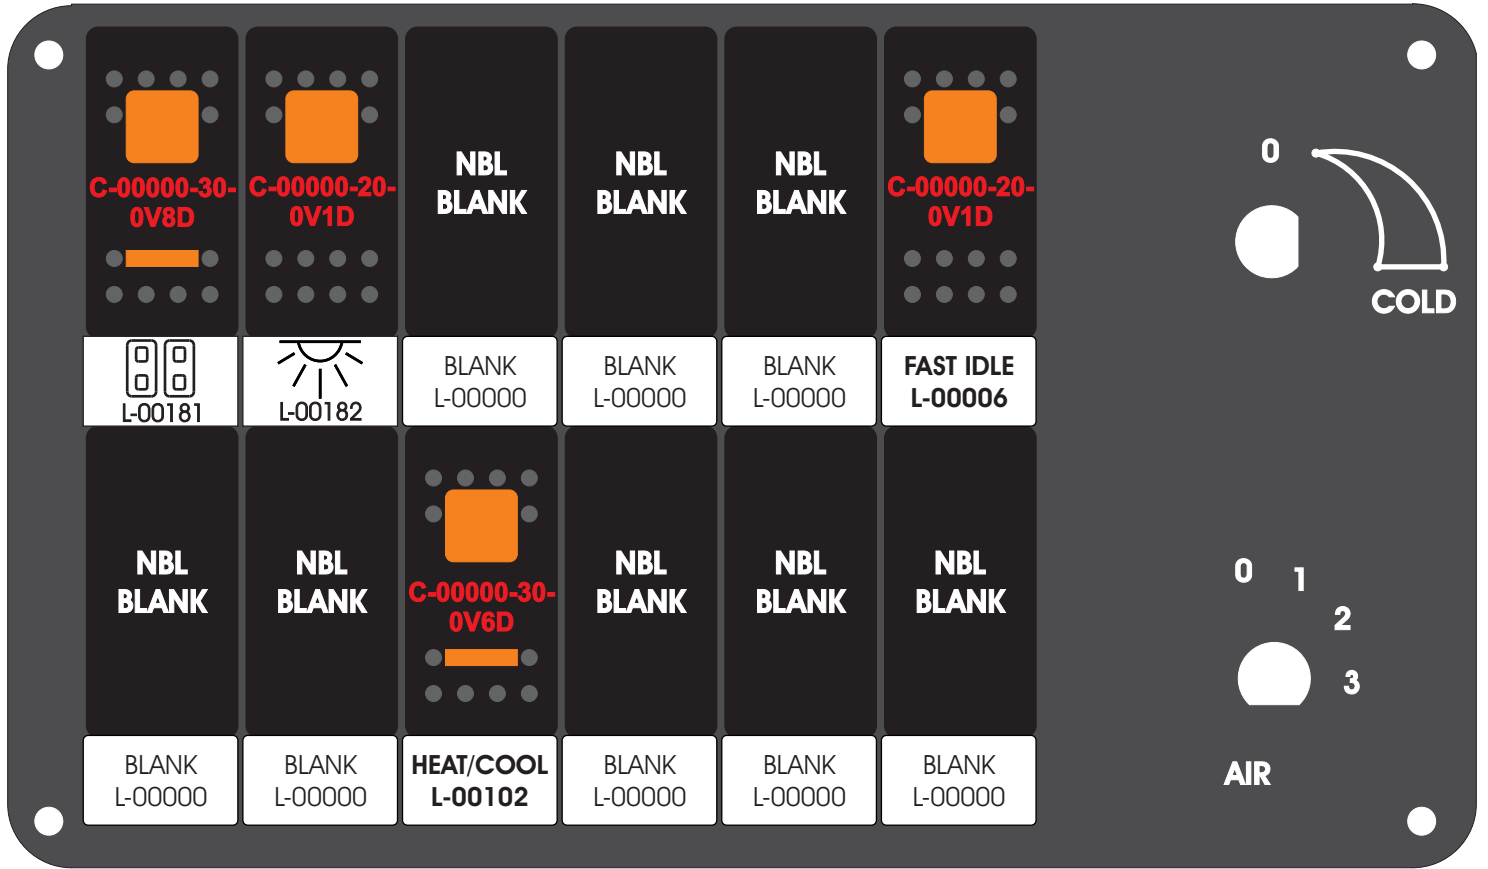 C-00000-30-
0V8D
C-00000-20-
0V1D
NBL
BLANK
NBL
BLANK
NBL
BLANK
C-00000-20-
0V1D
L-00181
L-00182
BLANK
L-00000
BLANK
L-00000
BLANK
L-00000
FAST IDLE
L-00006
0
COLD
NBL
BLANK
NBL
BLANK
C-00000-30-
0V6D
NBL
BLANK
NBL
BLANK
NBL
BLANK
BLANK
L-00000
BLANK
L-00000
HEAT/COOL
L-00102
BLANK
L-00000
BLANK
L-00000
BLANK
L-00000
0
1
2
3
AIR